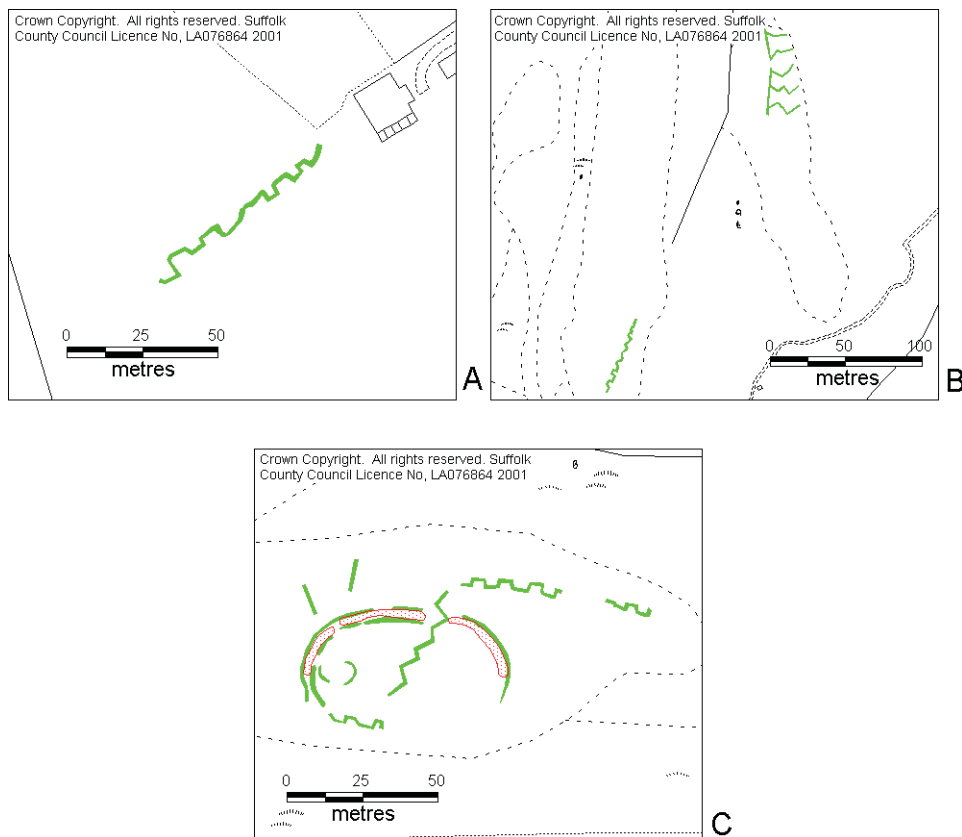 Crown Copyright. All rights reserved. Suffolk
County Council Licence No, LA076864 2001
0 25 50
metres
A
Crown Copyright. All rights reserved. Suffolk
County Council Licence No, LA076864 2001
0 50 100
metres
B
Crown Copyright. All rights reserved. Suffolk
County Council Licence No, LA076864 2001
0 25 50
metres
C